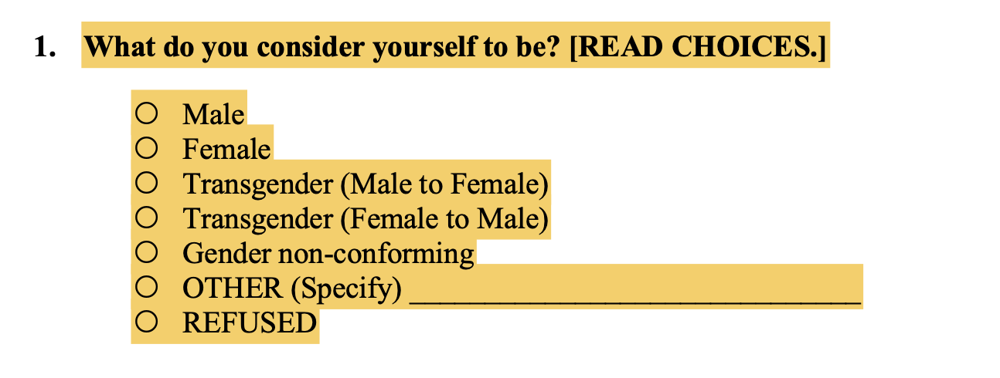 1. What do you consider yourself to be? [READ CHOICES.]
○ Male
○ Female
○ Transgender (Male to Female)
○ Transgender (Female to Male)
○ Gender non-conforming
○ OTHER (Specify) ______________________________
○ REFUSED